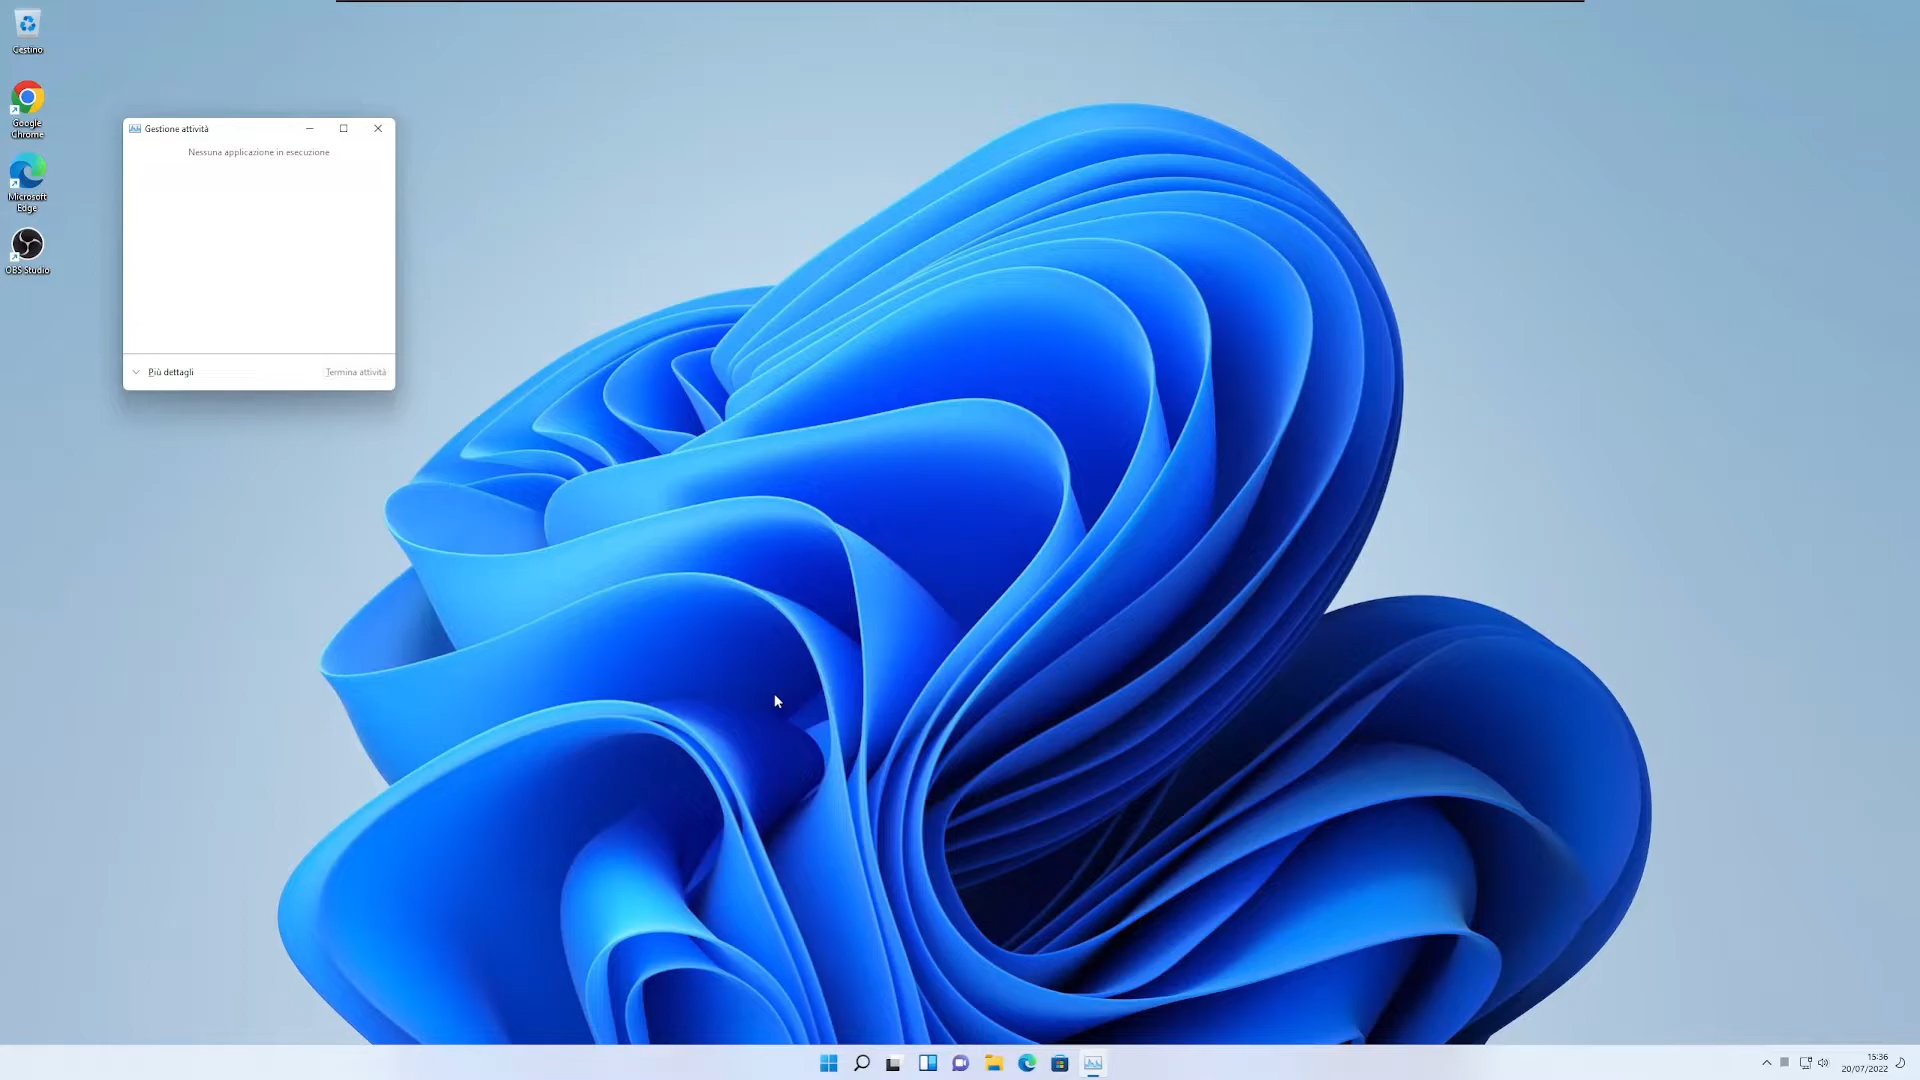 Cestino
Google
Chrome
Microsoft
Edge
OBS Studio
Gestione attività
Nessuna applicazione in esecuzione
Più dettagli
Termina attività
15:36
20/07/2022